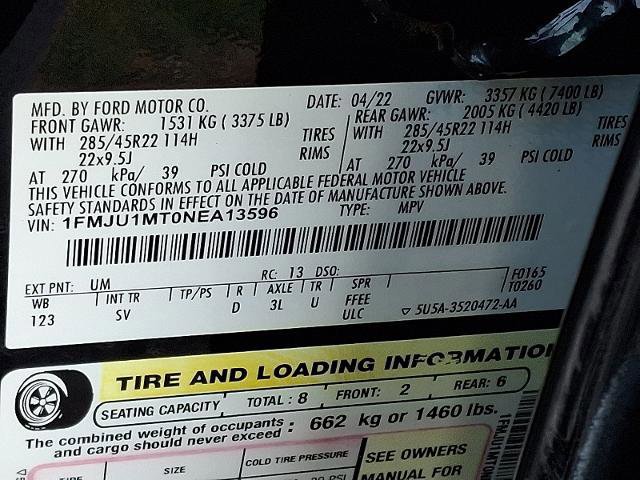 MFD. BY FORD MOTOR CO. DATE: 04/22 GVWR: 3357 KG (7400 LB)
FRONT GAWR: 1531 KG (3375 LB) REAR GAWR: 2005 KG (4420 LB)
WITH 285/45R22 114H TIRES WITH 285/45R22 114H TIRES
22x9.5J RIMS 22x9.5J RIMS
AT 270 kPa/ 39 PSI COLD AT 270 kPa/ 39 PSI COLD
THIS VEHICLE CONFORMS TO ALL APPLICABLE FEDERAL MOTOR VEHICLE
SAFETY STANDARDS IN EFFECT ON THE DATE OF MANUFACTURE SHOWN ABOVE.
VIN: 1FMJU1MT0NEA13596 TYPE: MPV
EXT PNT: UM RC: 13 DSO: F0165
WB INT TR TP/PS R AXLE TR SPR T0260
123 SV D 3L U FFEE
ULC ▽ 5U5A-3520472-AA
TIRE AND LOADING INFORMATION
SEATING CAPACITY TOTAL : 8 FRONT: 2 REAR: 6
The combined weight of occupants
and cargo should never exceed : 662 kg or 1460 lbs.
TIRE SIZE COLD TIRE PRESSURE SEE OWNERS
MANUAL FOR